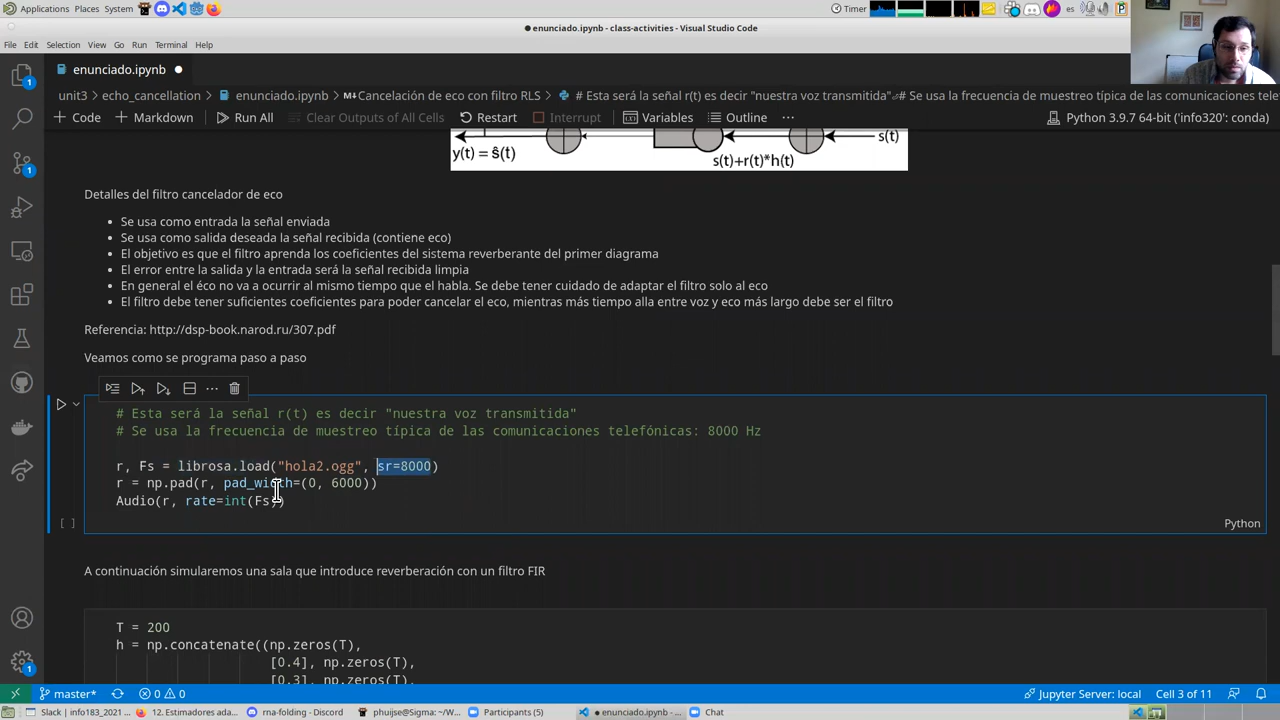 Applications Places System
Timer
es
enunciado.ipynb - class-activities - Visual Studio Code
File Edit Selection View Go Run Terminal Help
enunciado.ipynb
unit3 > echo_cancellation > enunciado.ipynb > Cancelación de eco con filtro RLS > # Esta será la señal r(t) es decir "nuestra voz transmitida" # Se usa la frecuencia de muestreo típica de las comunicaciones tele
+ Code + Markdown Run All Clear Outputs of All Cells Restart Interrupt Variables Outline ... Python 3.9.7 64-bit ('info320': conda)
s(t)
y(t) = ŝ(t)
s(t)+r(t)*h(t)
Detalles del filtro cancelador de eco
• Se usa como entrada la señal enviada
• Se usa como salida deseada la señal recibida (contiene eco)
• El objetivo es que el filtro aprenda los coeficientes del sistema reverberante del primer diagrama
• El error entre la salida y la entrada será la señal recibida limpia
• En general el éco no va a ocurrir al mismo tiempo que el habla. Se debe tener cuidado de adaptar el filtro solo al eco
• El filtro debe tener suficientes coeficientes para poder cancelar el eco, mientras más tiempo alla entre voz y eco más largo debe ser el filtro
Referencia: http://dsp-book.narod.ru/307.pdf
Veamos como se programa paso a paso
# Esta será la señal r(t) es decir "nuestra voz transmitida"
# Se usa la frecuencia de muestreo típica de las comunicaciones telefónicas: 8000 Hz
r, Fs = librosa.load("hola2.ogg", sr=8000)
r = np.pad(r, pad_width=(0, 6000))
Audio(r, rate=int(Fs))
[ ]
Python
A continuación simularemos una sala que introduce reverberación con un filtro FIR
T = 200
h = np.concatenate((np.zeros(T),
[0.4], np.zeros(T),
[0.3], np.zeros(T),
master* 0 0 Jupyter Server: local Cell 3 of 11
Slack | info183_2021 ... 12. Estimadores ada... rna-folding - Discord phuijse@Sigma: ~/W... Participants (5) enunciado.ipynb - ... Chat